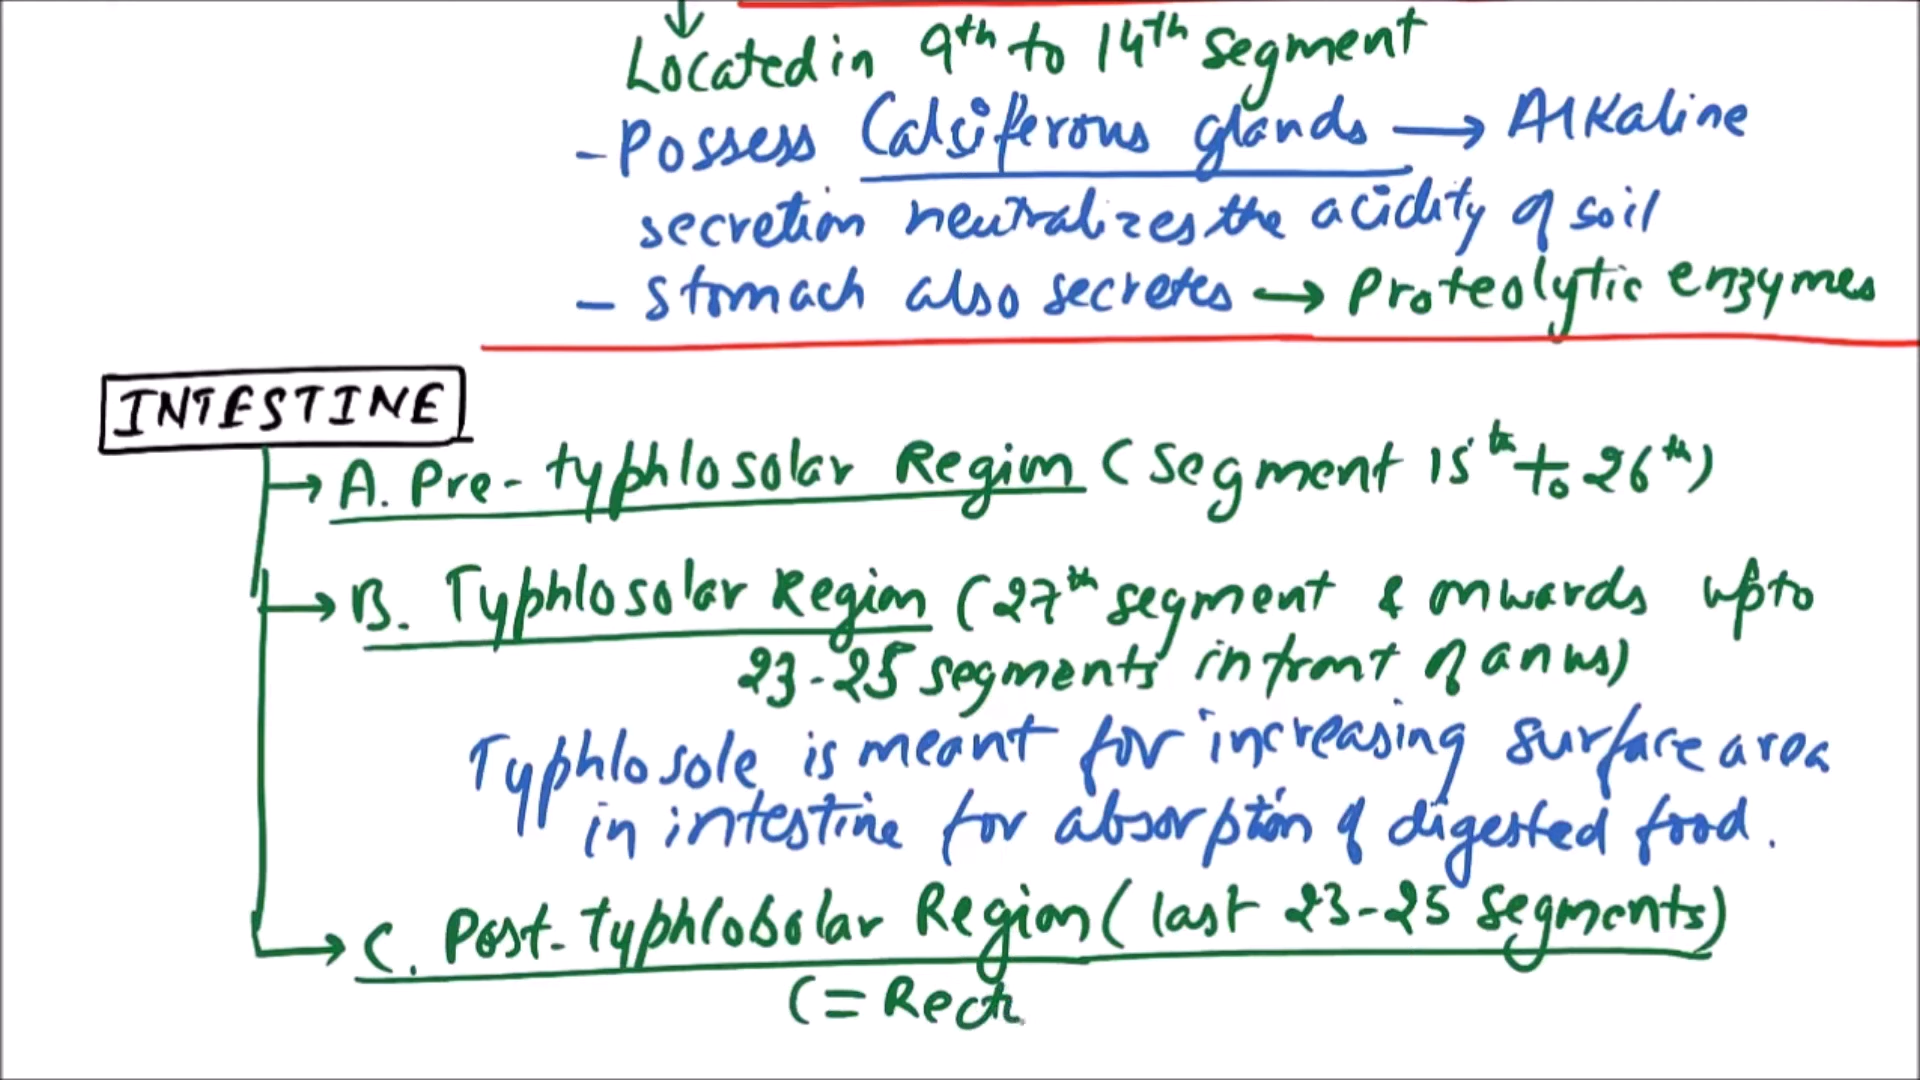 Located in 9th to 14th segment
- Possess Calciferous glands → Alkaline
secretion neutralizes the acidity of soil
- Stomach also secretes → Proteolytic enzymes
INTESTINE
→ A. Pre-typhlosolar Region (Segment 15th to 26th)
→ B. Typhlosolar Region (27th segment & onwards upto
23-25 segments in front of anus)
Typhlosole is meant for increasing surface area
in intestine for absorption of digested food.
→ C. Post-typhlosolar Region (last 23-25 segments)
(= Rect